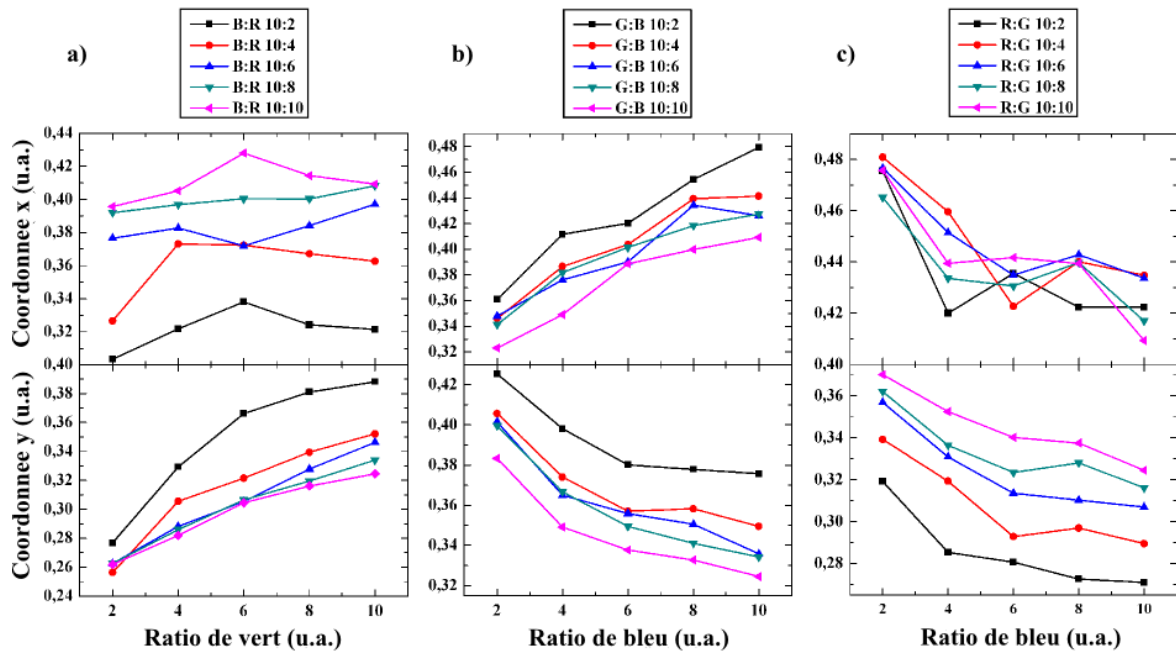 a)
B:R 10:2
B:R 10:4
B:R 10:6
B:R 10:8
B:R 10:10
b)
G:B 10:2
G:B 10:4
G:B 10:6
G:B 10:8
G:B 10:10
c)
R:G 10:2
R:G 10:4
R:G 10:6
R:G 10:8
R:G 10:10
Coordonnee x (u.a.)
0,44
0,42
0,40
0,38
0,36
0,34
0,32
0,40
0,48
0,46
0,44
0,42
0,40
0,38
0,36
0,34
0,32
0,48
0,46
0,44
0,42
0,40
Coordonnee y (u.a.)
0,38
0,36
0,34
0,32
0,30
0,28
0,26
0,24
0,42
0,40
0,38
0,36
0,34
0,32
0,36
0,34
0,32
0,30
0,28
2 4 6 8 10
2 4 6 8 10
2 4 6 8 10
Ratio de vert (u.a.)
Ratio de bleu (u.a.)
Ratio de bleu (u.a.)